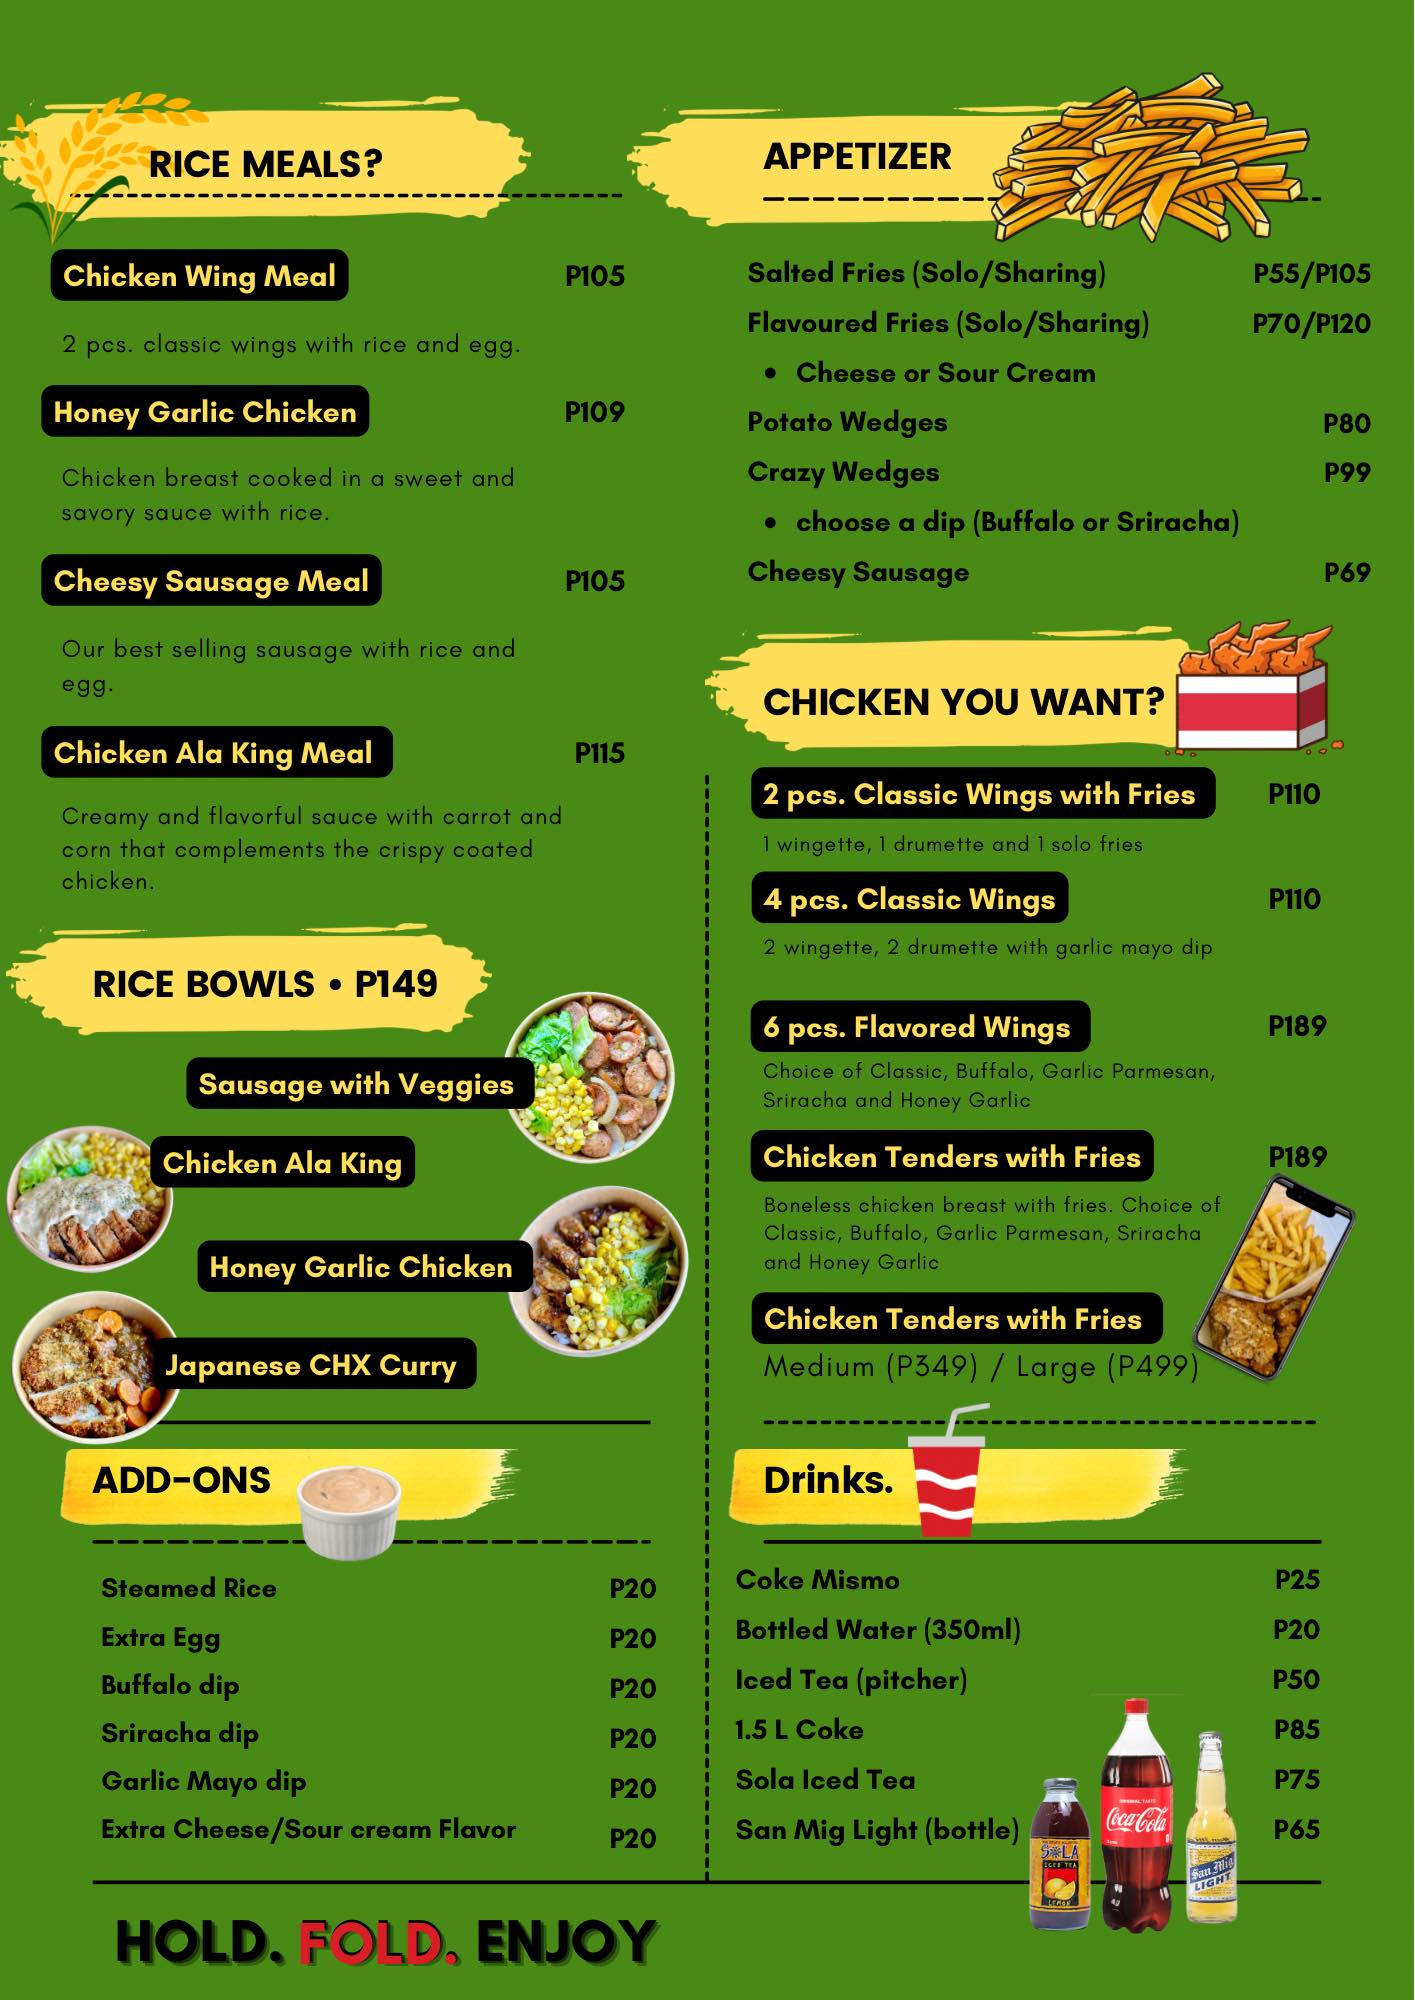 RICE MEALS?
Chicken Wing Meal P105
2 pcs. classic wings with rice and egg.
Honey Garlic Chicken P109
Chicken breast cooked in a sweet and
savory sauce with rice.
Cheesy Sausage Meal P105
Our best selling sausage with rice and
egg.
Chicken Ala King Meal P115
Creamy and flavorful sauce with carrot and
corn that complements the crispy coated
chicken.
RICE BOWLS • P149
Sausage with Veggies
Chicken Ala King
Honey Garlic Chicken
Japanese CHX Curry
ADD-ONS
Steamed Rice P20
Extra Egg P20
Buffalo dip P20
Sriracha dip P20
Garlic Mayo dip P20
Extra Cheese/Sour cream Flavor P20
APPETIZER
Salted Fries (Solo/Sharing) P55/P105
Flavoured Fries (Solo/Sharing) P70/P120
• Cheese or Sour Cream
Potato Wedges P80
Crazy Wedges P99
• choose a dip (Buffalo or Sriracha)
Cheesy Sausage P69
CHICKEN YOU WANT?
2 pcs. Classic Wings with Fries P110
1 wingette, 1 drumette and 1 solo fries
4 pcs. Classic Wings P110
2 wingette, 2 drumette with garlic mayo dip
6 pcs. Flavored Wings P189
Choice of Classic, Buffalo, Garlic Parmesan,
Sriracha and Honey Garlic
Chicken Tenders with Fries P189
Boneless chicken breast with fries. Choice of
Classic, Buffalo, Garlic Parmesan, Sriracha
and Honey Garlic
Chicken Tenders with Fries
Medium (P349) / Large (P499)
Drinks.
Coke Mismo P25
Bottled Water (350ml) P20
Iced Tea (pitcher) P50
1.5 L Coke P85
Sola Iced Tea P75
San Mig Light (bottle) P65
ORIGINAL TASTE
Coca-Cola
SOLA
ICED TEA
LEMON
San Mig
LIGHT
HOLD. FOLD. ENJOY